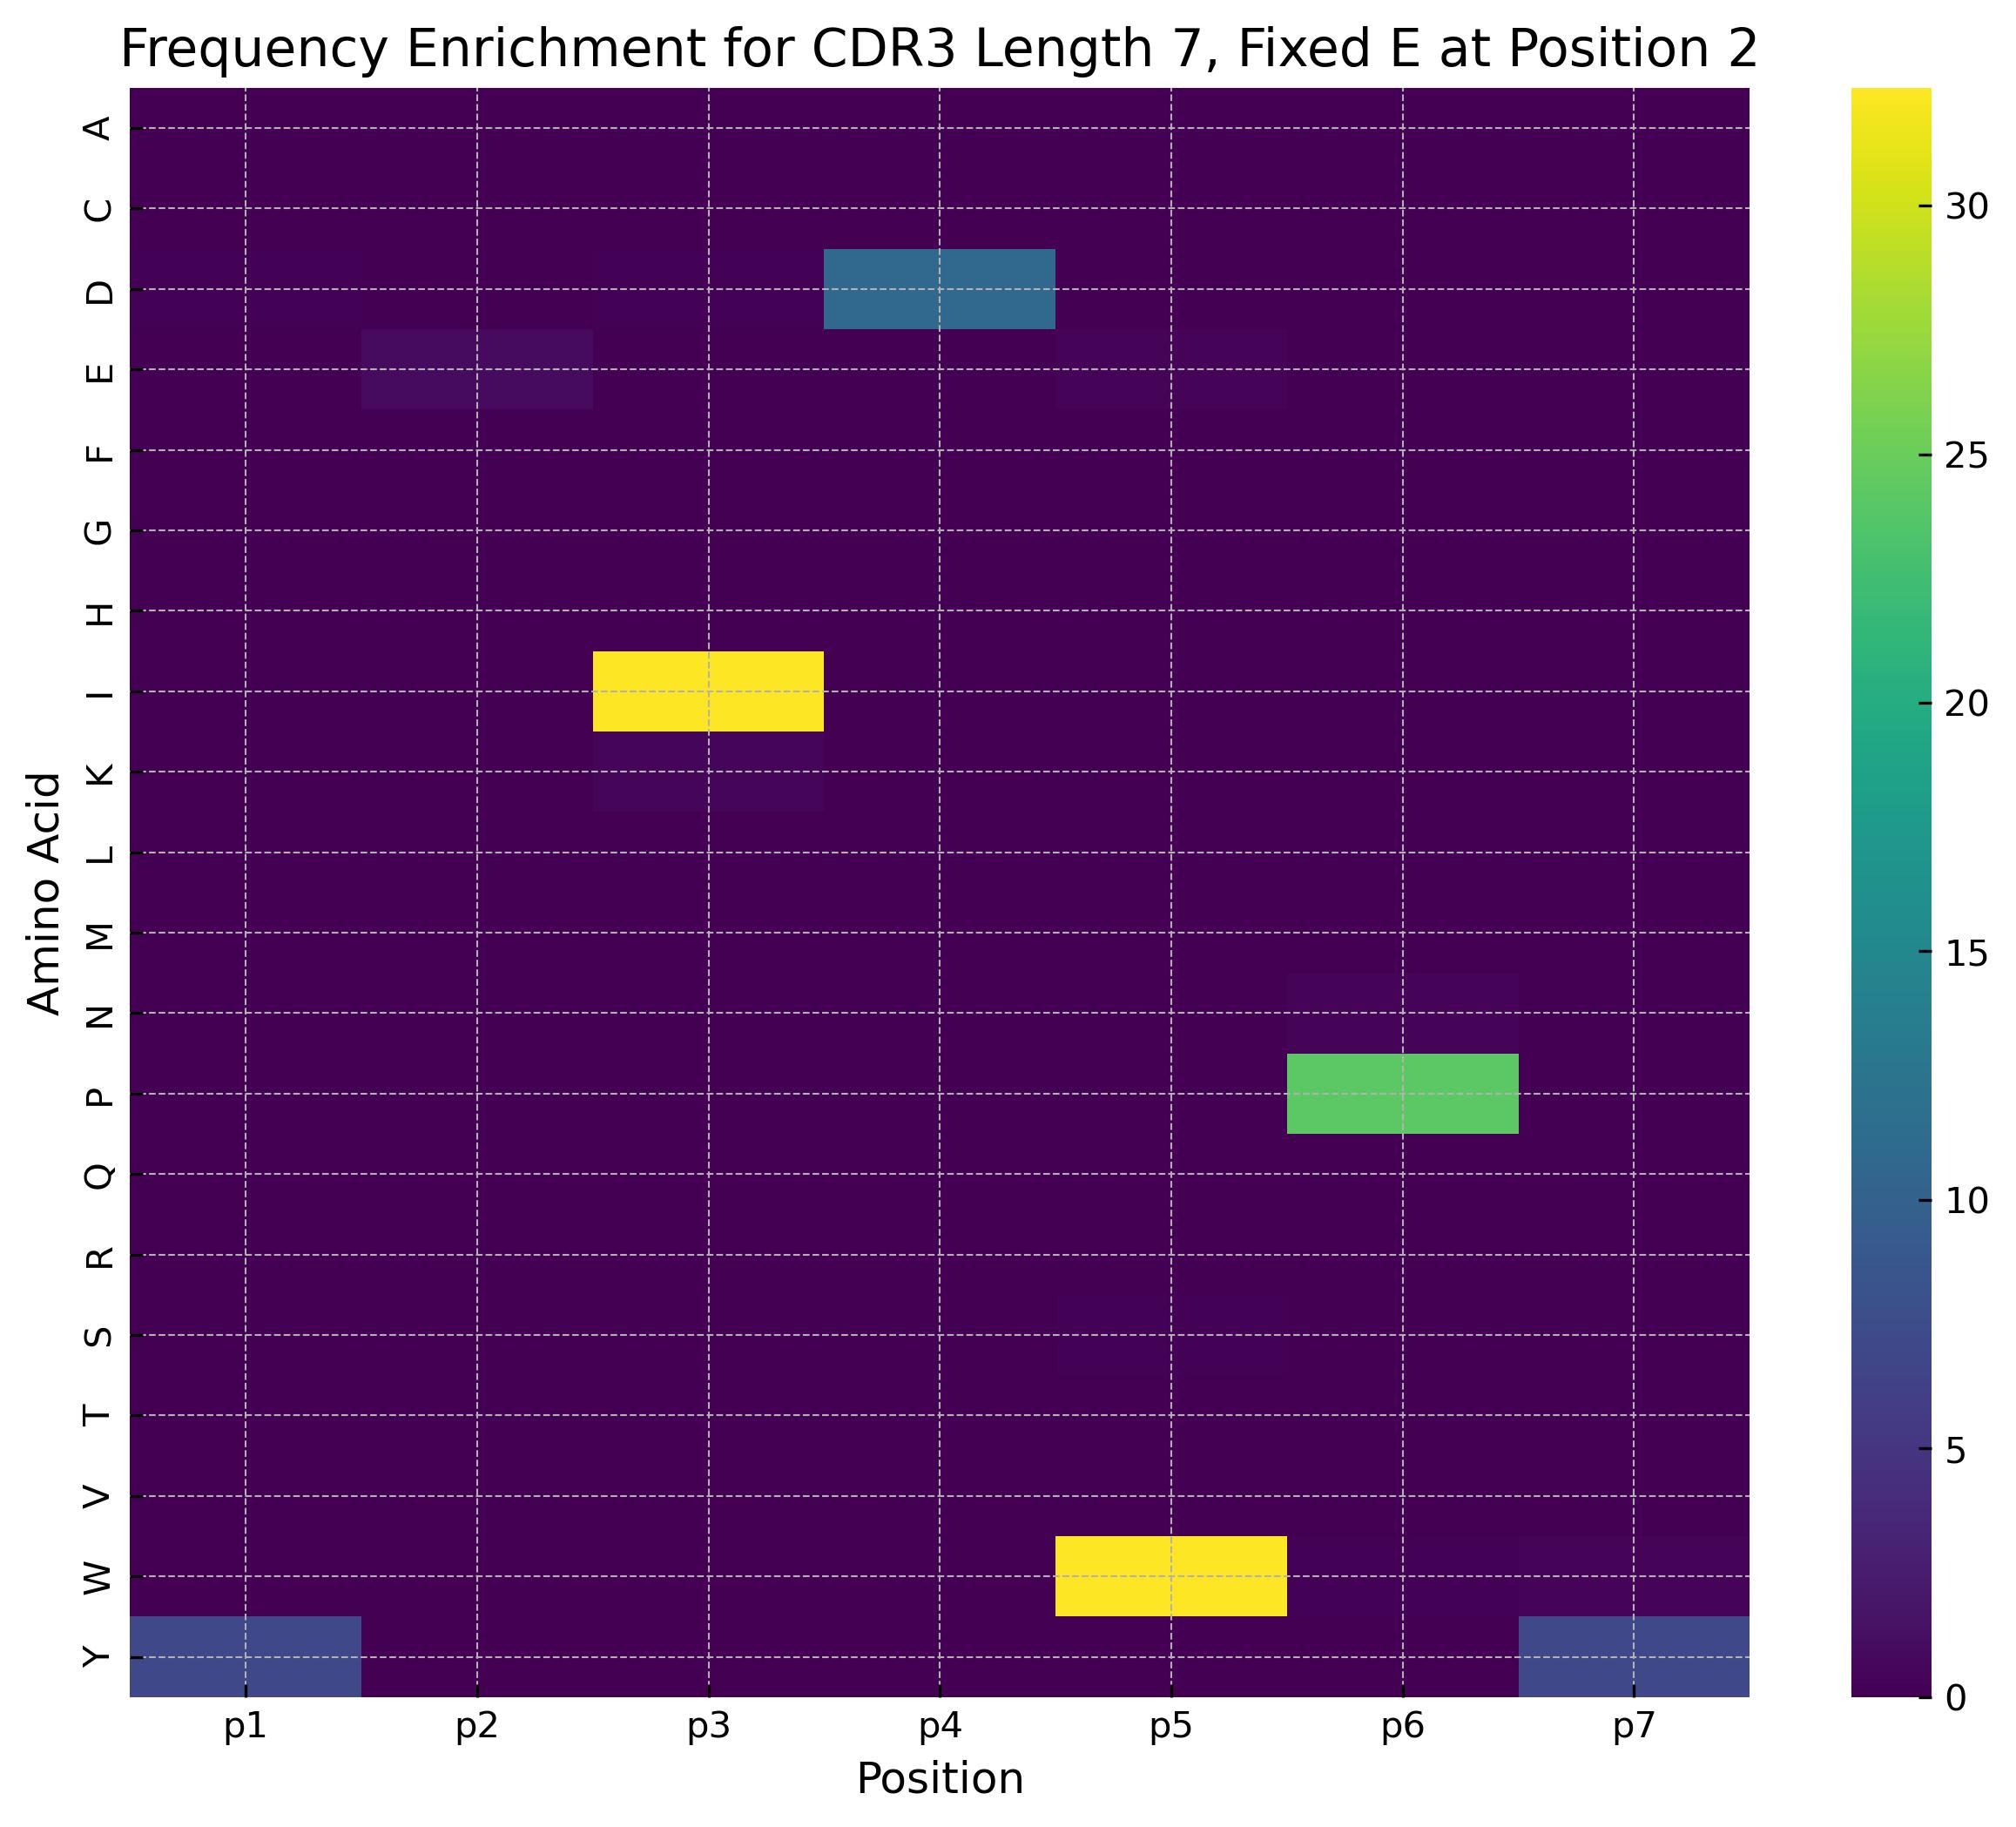 Frequency Enrichment for CDR3 Length 7, Fixed E at Position 2
Amino Acid
A
C
D
E
F
G
H
I
K
L
M
N
P
Q
R
S
T
V
W
Y
p1 p2 p3 p4 p5 p6 p7
Position
30
25
20
15
10
5
0